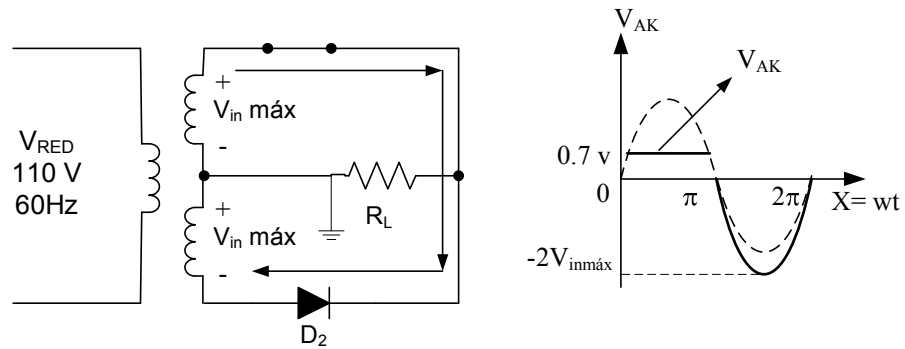 +
V_in máx
-
V_RED
110 V
60Hz
R_L
+
V_in máx
-
D_2
V_AK
V_AK
0.7 v
0
π
2π
X= wt
-2V_inmáx